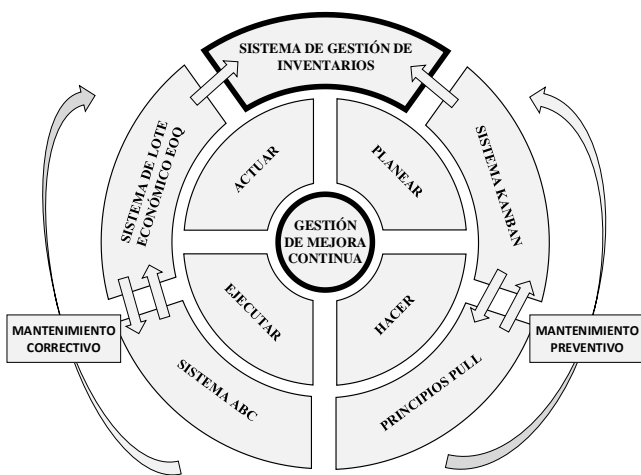 SISTEMA DE GESTIÓN DE
INVENTARIOS
SISTEMA DE LOTE
ECONÓMICO EOQ
ACTUAR
PLANEAR
SISTEMA KANBAN
GESTIÓN
DE MEJORA
CONTINUA
EJECUTAR
HACER
MANTENIMIENTO
CORRECTIVO
MANTENIMIENTO
PREVENTIVO
SISTEMA ABC
PRINCIPIOS PULL